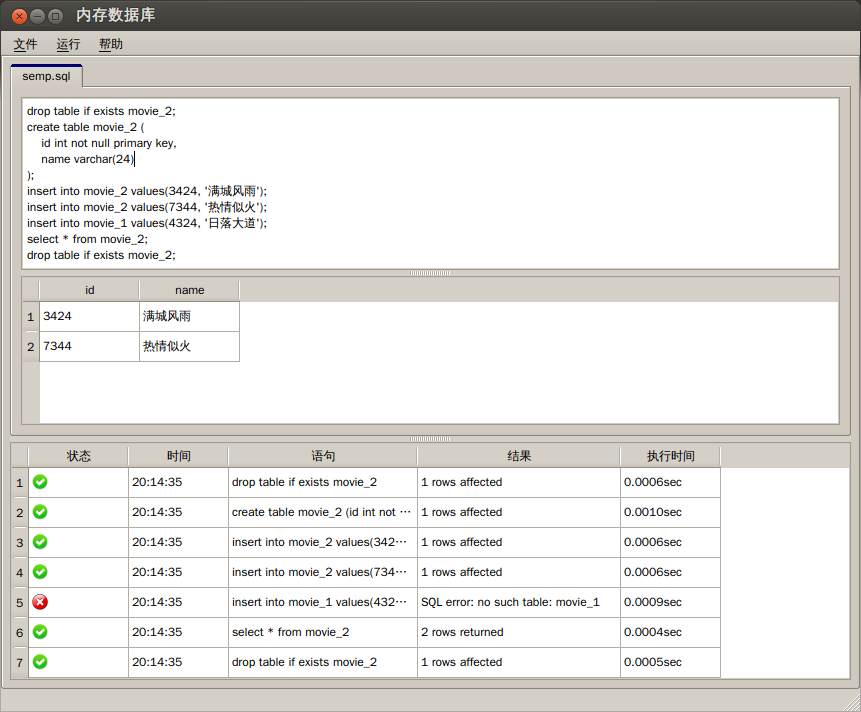 内存数据库
文件 运行 帮助
semp.sql
drop table if exists movie_2;
create table movie_2 (
id int not null primary key,
name varchar(24)
);
insert into movie_2 values(3424, '满城风雨');
insert into movie_2 values(7344, '热情似火');
insert into movie_1 values(4324, '日落大道');
select * from movie_2;
drop table if exists movie_2;
id name
1 3424 满城风雨
2 7344 热情似火
状态 时间 语句 结果 执行时间
1 20:14:35 drop table if exists movie_2 1 rows affected 0.0006sec
2 20:14:35 create table movie_2 (id int not ··· 1 rows affected 0.0010sec
3 20:14:35 insert into movie_2 values(342··· 1 rows affected 0.0006sec
4 20:14:35 insert into movie_2 values(734··· 1 rows affected 0.0006sec
5 20:14:35 insert into movie_1 values(432··· SQL error: no such table: movie_1 0.0009sec
6 20:14:35 select * from movie_2 2 rows returned 0.0004sec
7 20:14:35 drop table if exists movie_2 1 rows affected 0.0005sec